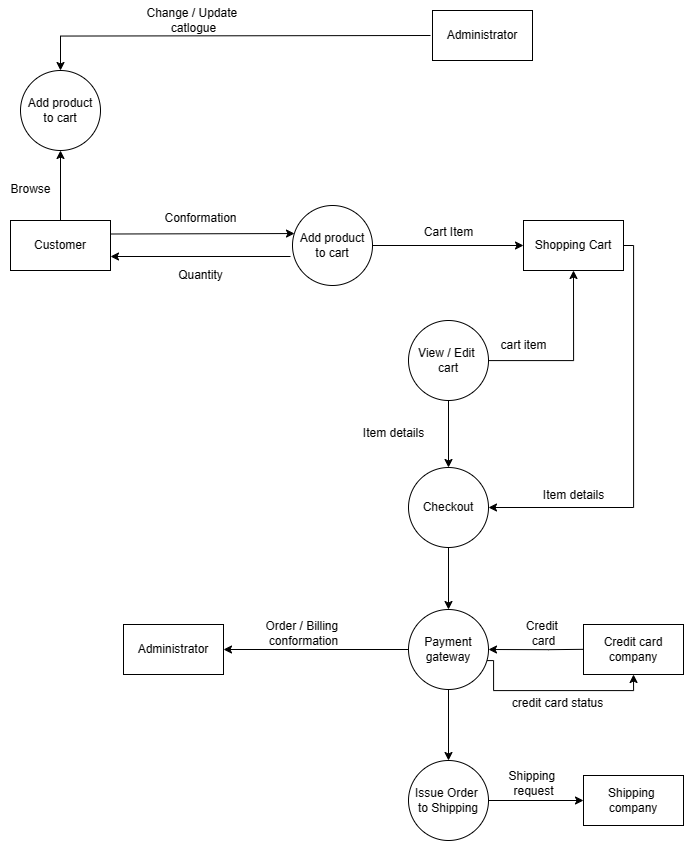 Change / Update
catlogue
Administrator
Add product
to cart
Browse
Customer
Conformation
Quantity
Add product
to cart
Cart Item
Shopping Cart
View / Edit
cart
cart item
Item details
Checkout
Item details
Administrator
Order / Billing
conformation
Payment
gateway
Credit
card
Credit card
company
credit card status
Issue Order
to Shipping
Shipping
request
Shipping
company